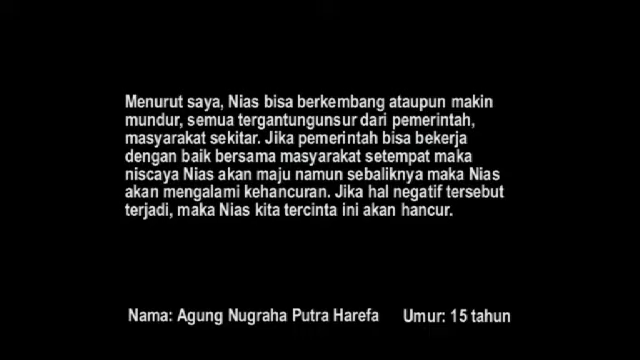 Menurut saya, Nias bisa berkembang ataupun makin
mundur, semua tergantungunsur dari pemerintah,
masyarakat sekitar. Jika pemerintah bisa bekerja
dengan baik bersama masyarakat setempat maka
niscaya Nias akan maju namun sebaliknya maka Nias
akan mengalami kehancuran. Jika hal negatif tersebut
terjadi, maka Nias kita tercinta ini akan hancur.
Nama: Agung Nugraha Putra Harefa Umur: 15 tahun